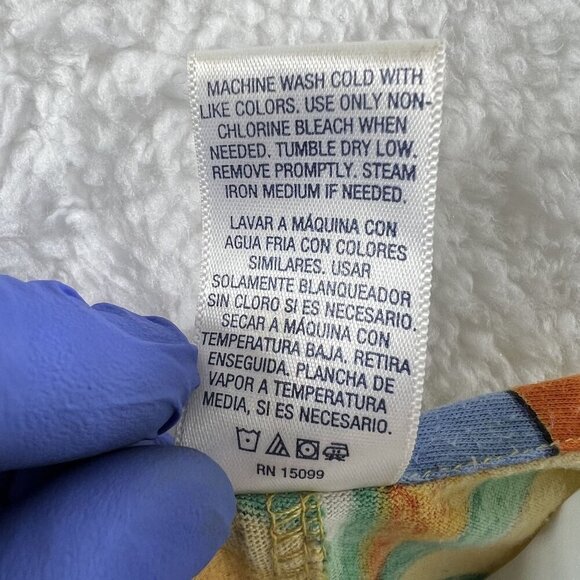 MACHINE WASH COLD WITH
LIKE COLORS. USE ONLY NON-
CHLORINE BLEACH WHEN
NEEDED. TUMBLE DRY LOW.
REMOVE PROMPTLY. STEAM
IRON MEDIUM IF NEEDED.
LAVAR A MÁQUINA CON
AGUA FRIA CON COLORES
SIMILARES. USAR
SOLAMENTE BLANQUEADOR
SIN CLORO SI ES NECESARIO.
SECAR A MÁQUINA CON
TEMPERATURA BAJA. RETIRA
ENSEGUIDA. PLANCHA DE
VAPOR A TEMPERATURA
MEDIA, SI ES NECESARIO.
RN 15099